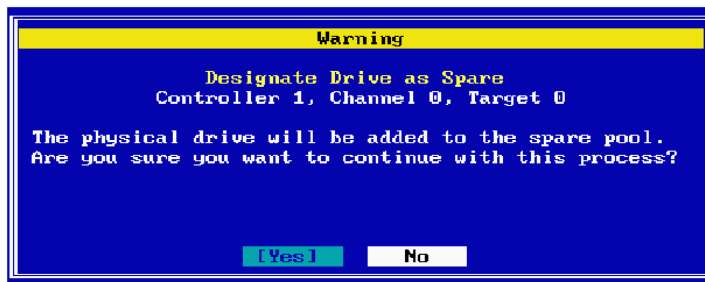 Warning
Designate Drive as Spare
Controller 1, Channel 0, Target 0
The physical drive will be added to the spare pool.
Are you sure you want to continue with this process?
[Yes] No